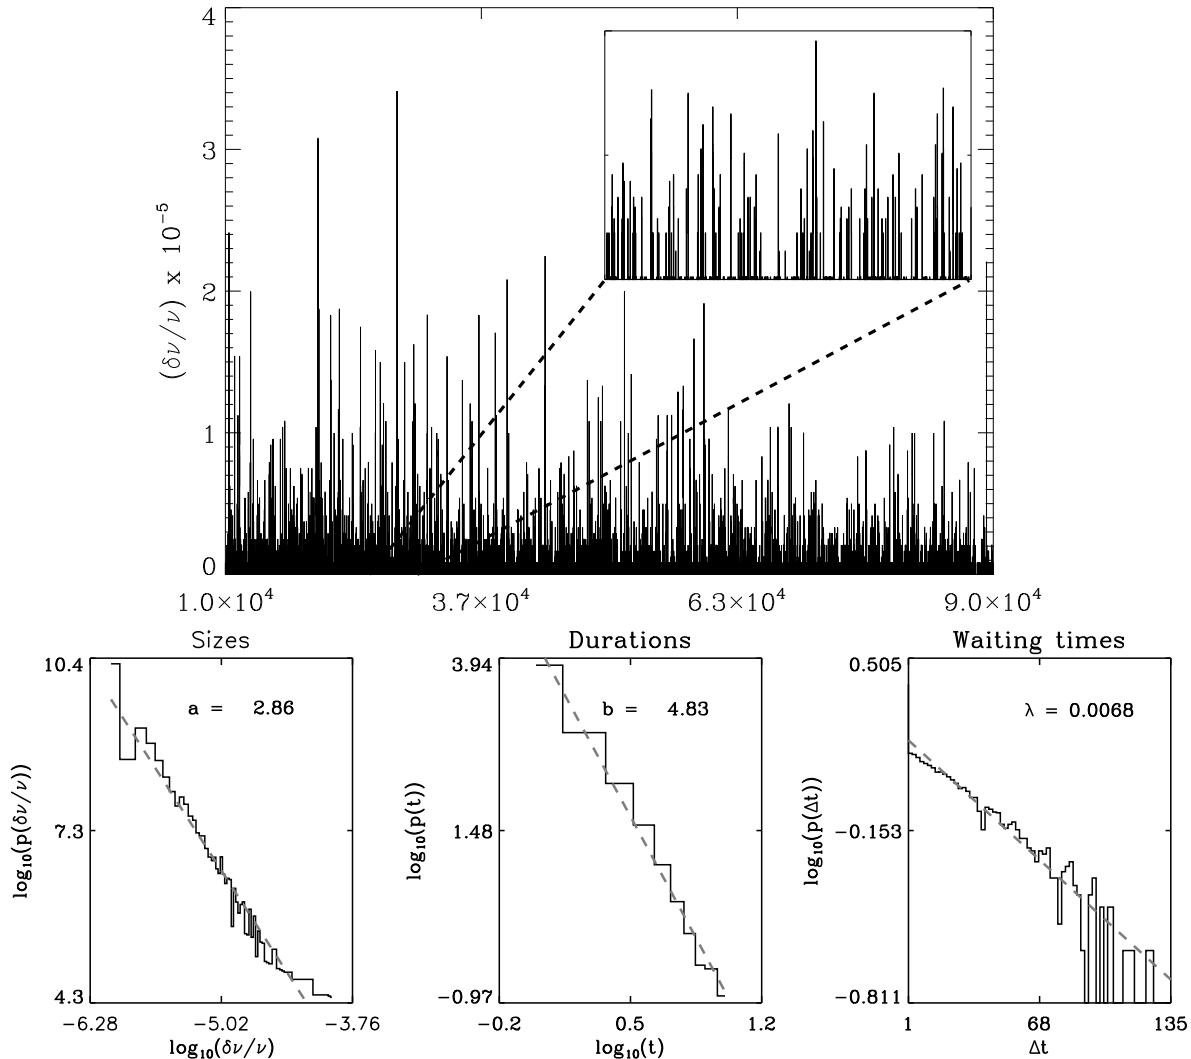 4
3
2
1
0
(δν/ν) x 10⁻⁵
1.0×10⁴ 3.7×10⁴ 6.3×10⁴ 9.0×10⁴
Sizes Durations Waiting times
10.4
7.3
4.3
log₁₀(p(δν/ν))
a = 2.86
−6.28 −5.02 −3.76
log₁₀(δν/ν)
3.94
1.48
−0.97
log₁₀(p(t))
b = 4.83
−0.2 0.5 1.2
log₁₀(t)
0.505
−0.153
−0.811
log₁₀(p(Δt))
λ = 0.0068
1 68 135
Δt